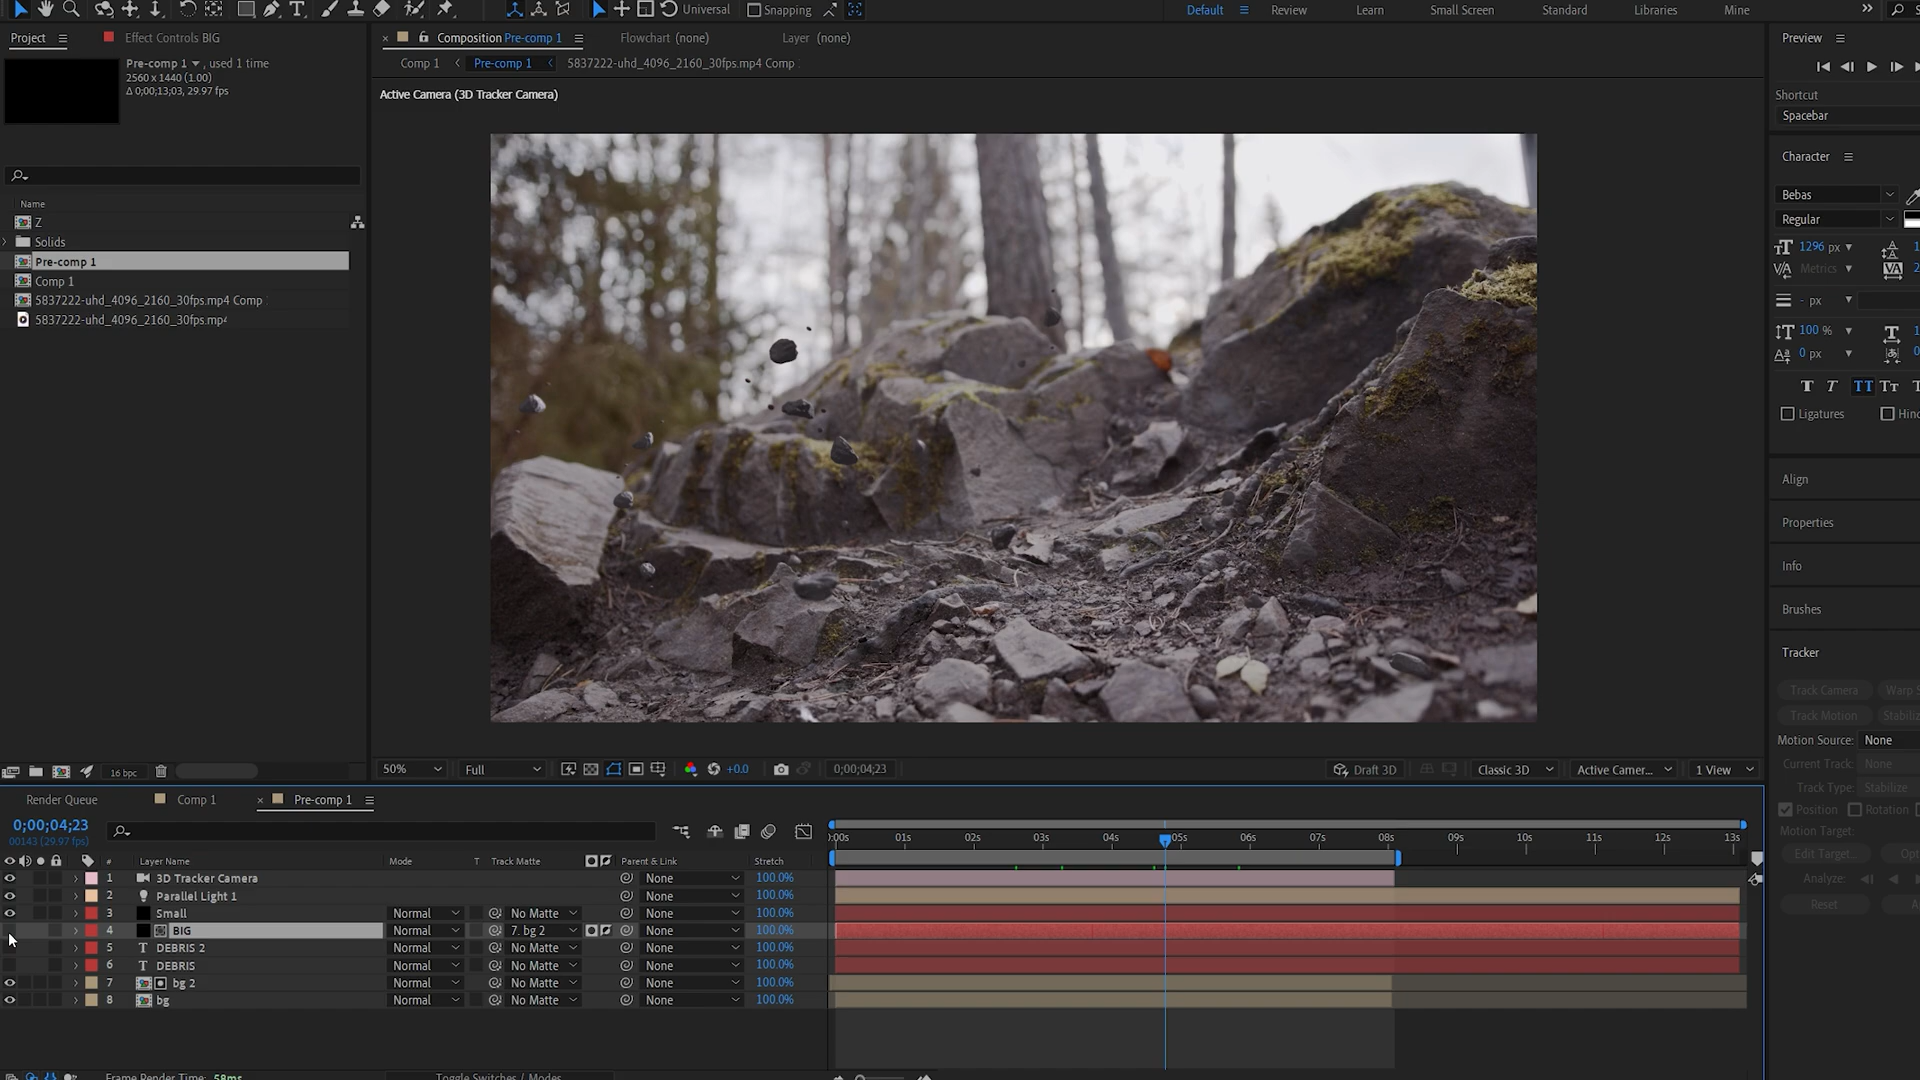 Universal
Snapping
Default
Review
Learn
Small Screen
Standard
Libraries
Mine
Project
Effect Controls BIG
Composition Pre-comp 1
Flowchart (none)
Layer (none)
Preview
Pre-comp 1 , used 1 time
2560 x 1440 (1.00)
Δ 0;00;13;03, 29.97 fps
Comp 1
Pre-comp 1
5837222-uhd_4096_2160_30fps.mp4 Comp
Active Camera (3D Tracker Camera)
Shortcut
Spacebar
Character
Bebas
Regular
Name
Z
Solids
Pre-comp 1
Comp 1
5837222-uhd_4096_2160_30fps.mp4 Comp
5837222-uhd_4096_2160_30fps.mp4
1296 px
Metrics
- px
100 %
0 px
Ligatures
Align
Properties
Info
Brushes
Tracker
Track Camera
Warp S
Track Motion
Motion Source: None
Current Track: None
Track Type: Stabilize
Position
Rotation
Motion Target:
Edit Target...
Analyze:
Reset
16 bpc
50%
Full
+0.0
0;00;04;23
Draft 3D
Classic 3D
Active Camer...
1 View
Render Queue
Comp 1
Pre-comp 1
0;00;04;23
00143 (29.97 fps)
:00s 01s 02s 03s 04s 05s 06s 07s 08s 09s 10s 11s 12s 13s
# Layer Name Mode T Track Matte Parent & Link Stretch
1 3D Tracker Camera None 100.0%
2 Parallel Light 1 None 100.0%
3 Small Normal No Matte None 100.0%
4 BIG Normal 7. bg 2 None 100.0%
5 DEBRIS 2 Normal No Matte None 100.0%
6 DEBRIS Normal No Matte None 100.0%
7 bg 2 Normal No Matte None 100.0%
8 bg Normal No Matte None 100.0%
Frame Render Time: 58ms
Toggle Switches / Modes